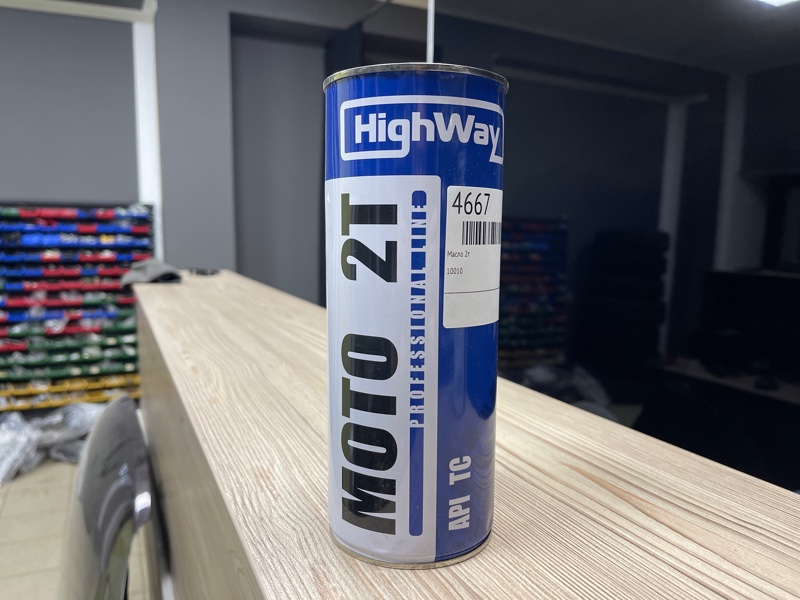 HighWay
MOTO 2T
PROFESSIONAL LINE
4667
Масло 2т
10010
API TC